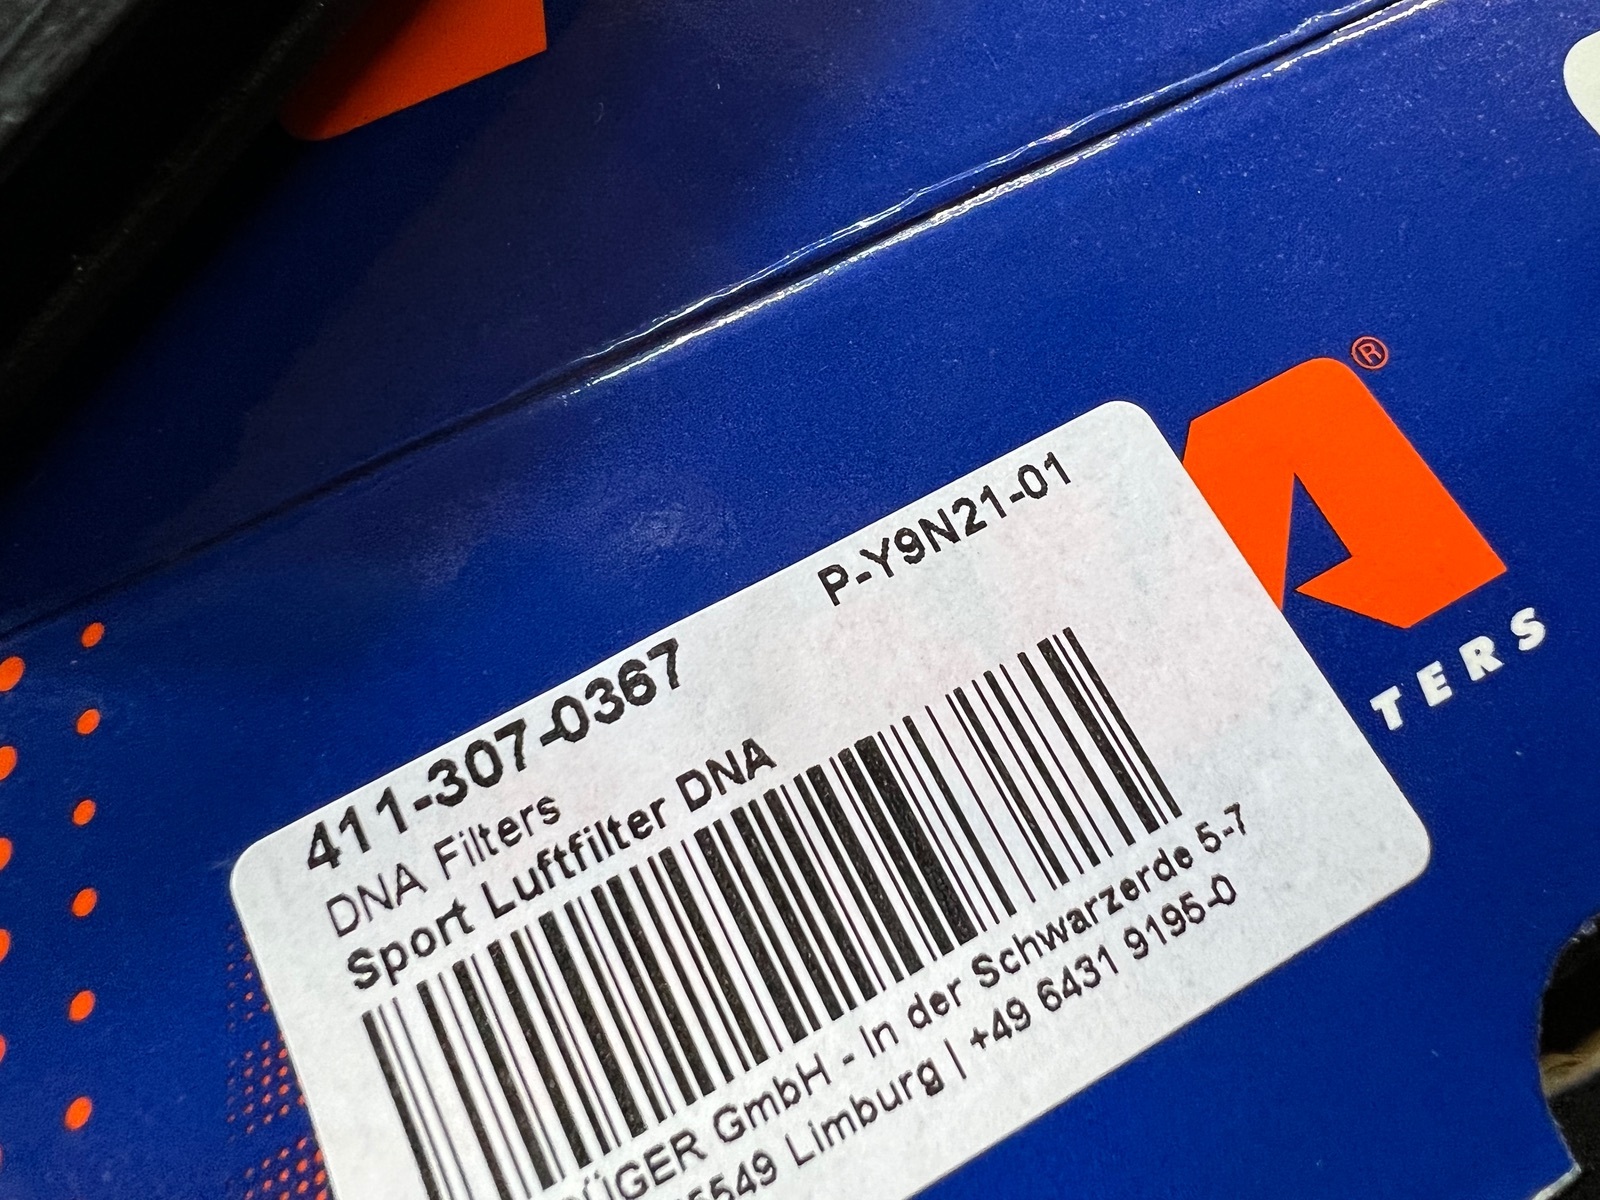 P-Y9N21-01
411-307-0367
DNA Filters
Sport Luftfilter DNA
GmbH - In der Schwarzerde 5-7
Limburg | +49 6431 9195-0
®